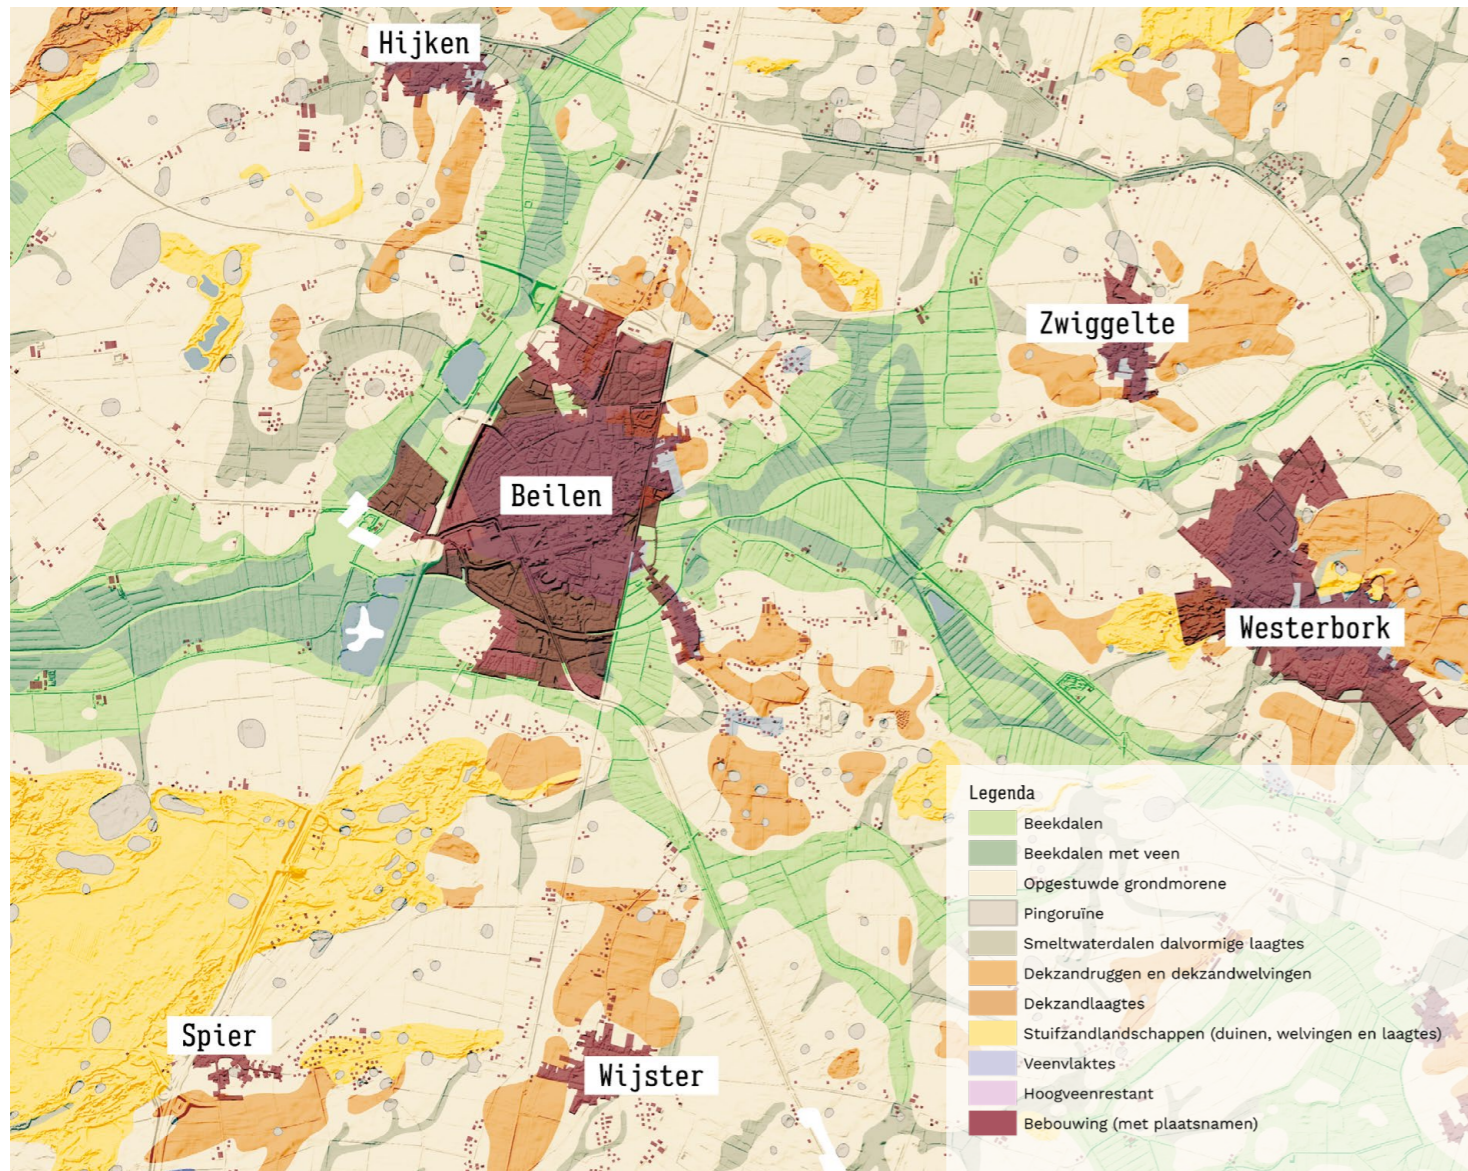 Hijken
Zwiggelte
Beilen
Westerbork
Spier
Wijster
Legenda
Beekdalen
Beekdalen met veen
Opgestuwde grondmorene
Pingoruïne
Smeltwaterdalen dalvormige laagtes
Dekzandruggen en dekzandwelvingen
Dekzandlaagtes
Stuifzandlandschappen (duinen, welvingen en laagtes)
Veenvlaktes
Hoogveenrestant
Bebouwing (met plaatsnamen)